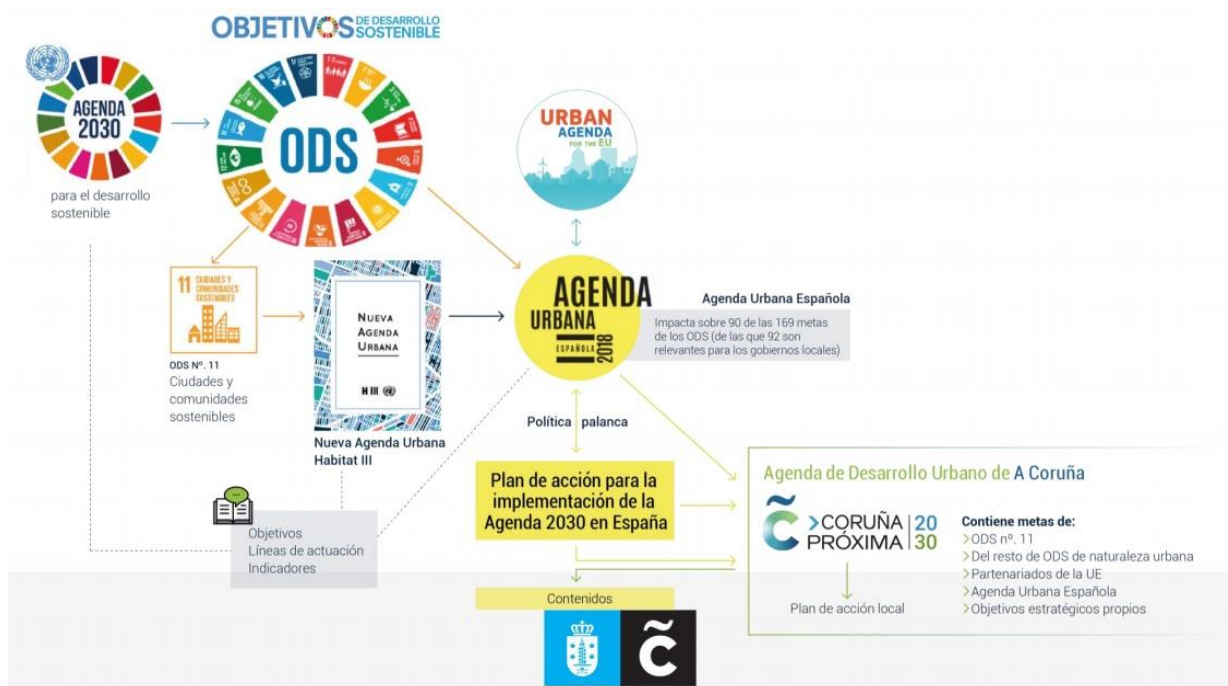 OBJETIVOS DE DESARROLLO SOSTENIBLE
AGENDA
2030
para el desarrollo
sostenible
ODS
URBAN
AGENDA
FOR THE EU
11 CIUDADES Y
COMUNIDADES
SOSTENIBLES
ODS Nº. 11
Ciudades y
comunidades
sostenibles
NUEVA
AGENDA
URBANA
H III
Nueva Agenda Urbana
Habitat III
AGENDA
URBANA
ESPAÑOLA
2018
Agenda Urbana Española
Impacta sobre 90 de las 169 metas
de los ODS (de las que 92 son
relevantes para los gobiernos locales)
Política palanca
Plan de acción para la
implementación de la
Agenda 2030 en España
Objetivos
Líneas de actuación
Indicadores
Contenidos
Agenda de Desarrollo Urbano de A Coruña
>CORUÑA 20
PRÓXIMA 30
Plan de acción local
Contiene metas de:
>ODS nº. 11
>Del resto de ODS de naturaleza urbana
>Partenariados de la UE
>Agenda Urbana Española
>Objetivos estratégicos propios